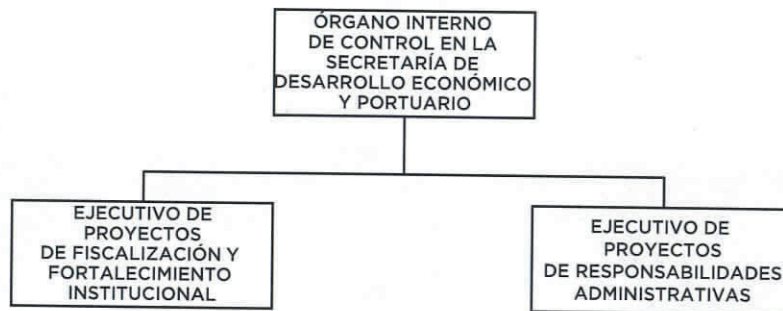 ÓRGANO INTERNO
DE CONTROL EN LA
SECRETARÍA DE
DESARROLLO ECONÓMICO
Y PORTUARIO
EJECUTIVO DE
PROYECTOS
DE FISCALIZACIÓN Y
FORTALECIMIENTO
INSTITUCIONAL
EJECUTIVO DE
PROYECTOS
DE RESPONSABILIDADES
ADMINISTRATIVAS